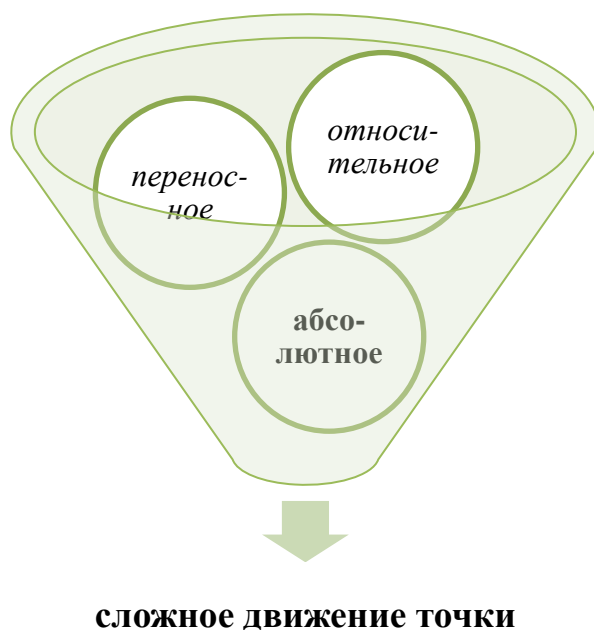 относи-
тельное
перенос-
ное
абсо-
лютное
сложное движение точки